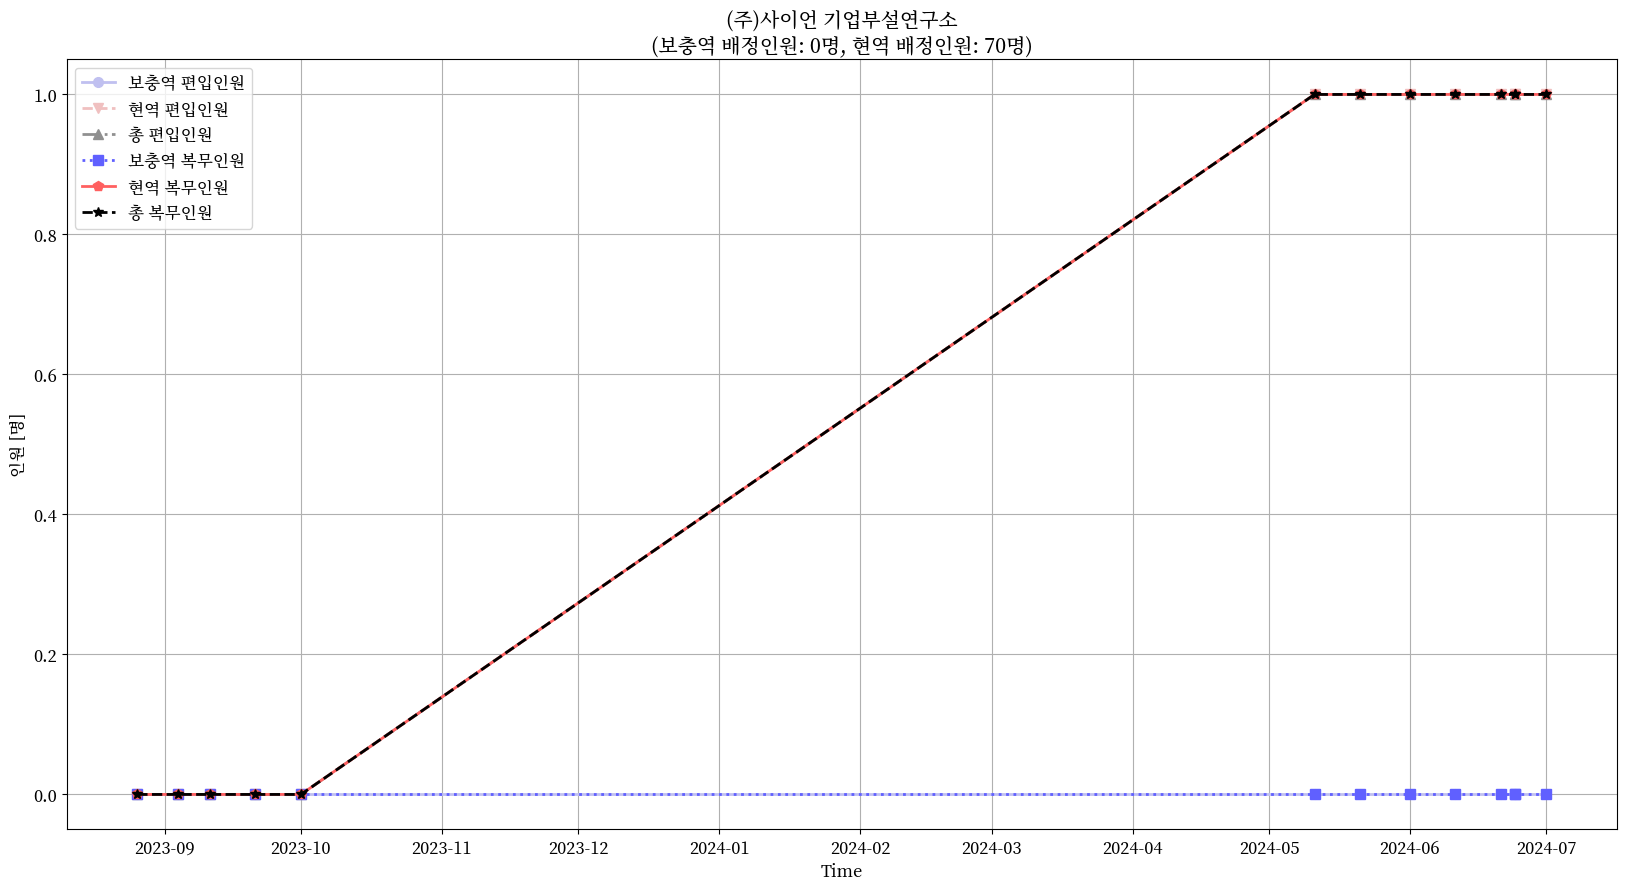 (주)사이언 기업부설연구소
(보충역 배정인원: 0명, 현역 배정인원: 70명)
보충역 편입인원
현역 편입인원
총 편입인원
보충역 복무인원
현역 복무인원
총 복무인원
1.0
0.8
0.6
0.4
0.2
0.0
인원 [명]
2023-09 2023-10 2023-11 2023-12 2024-01 2024-02 2024-03 2024-04 2024-05 2024-06 2024-07
Time